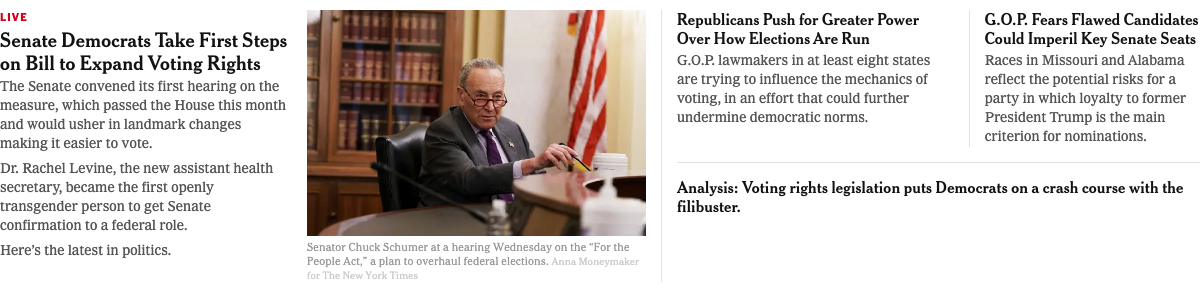 LIVE
Senate Democrats Take First Steps
on Bill to Expand Voting Rights
The Senate convened its first hearing on the
measure, which passed the House this month
and would usher in landmark changes
making it easier to vote.
Dr. Rachel Levine, the new assistant health
secretary, became the first openly
transgender person to get Senate
confirmation to a federal role.
Here’s the latest in politics.
Senator Chuck Schumer at a hearing Wednesday on the “For the
People Act,” a plan to overhaul federal elections. Anna Moneymaker
for The New York Times
Republicans Push for Greater Power
Over How Elections Are Run
G.O.P. lawmakers in at least eight states
are trying to influence the mechanics of
voting, in an effort that could further
undermine democratic norms.
G.O.P. Fears Flawed Candidates
Could Imperil Key Senate Seats
Races in Missouri and Alabama
reflect the potential risks for a
party in which loyalty to former
President Trump is the main
criterion for nominations.
Analysis: Voting rights legislation puts Democrats on a crash course with the
filibuster.